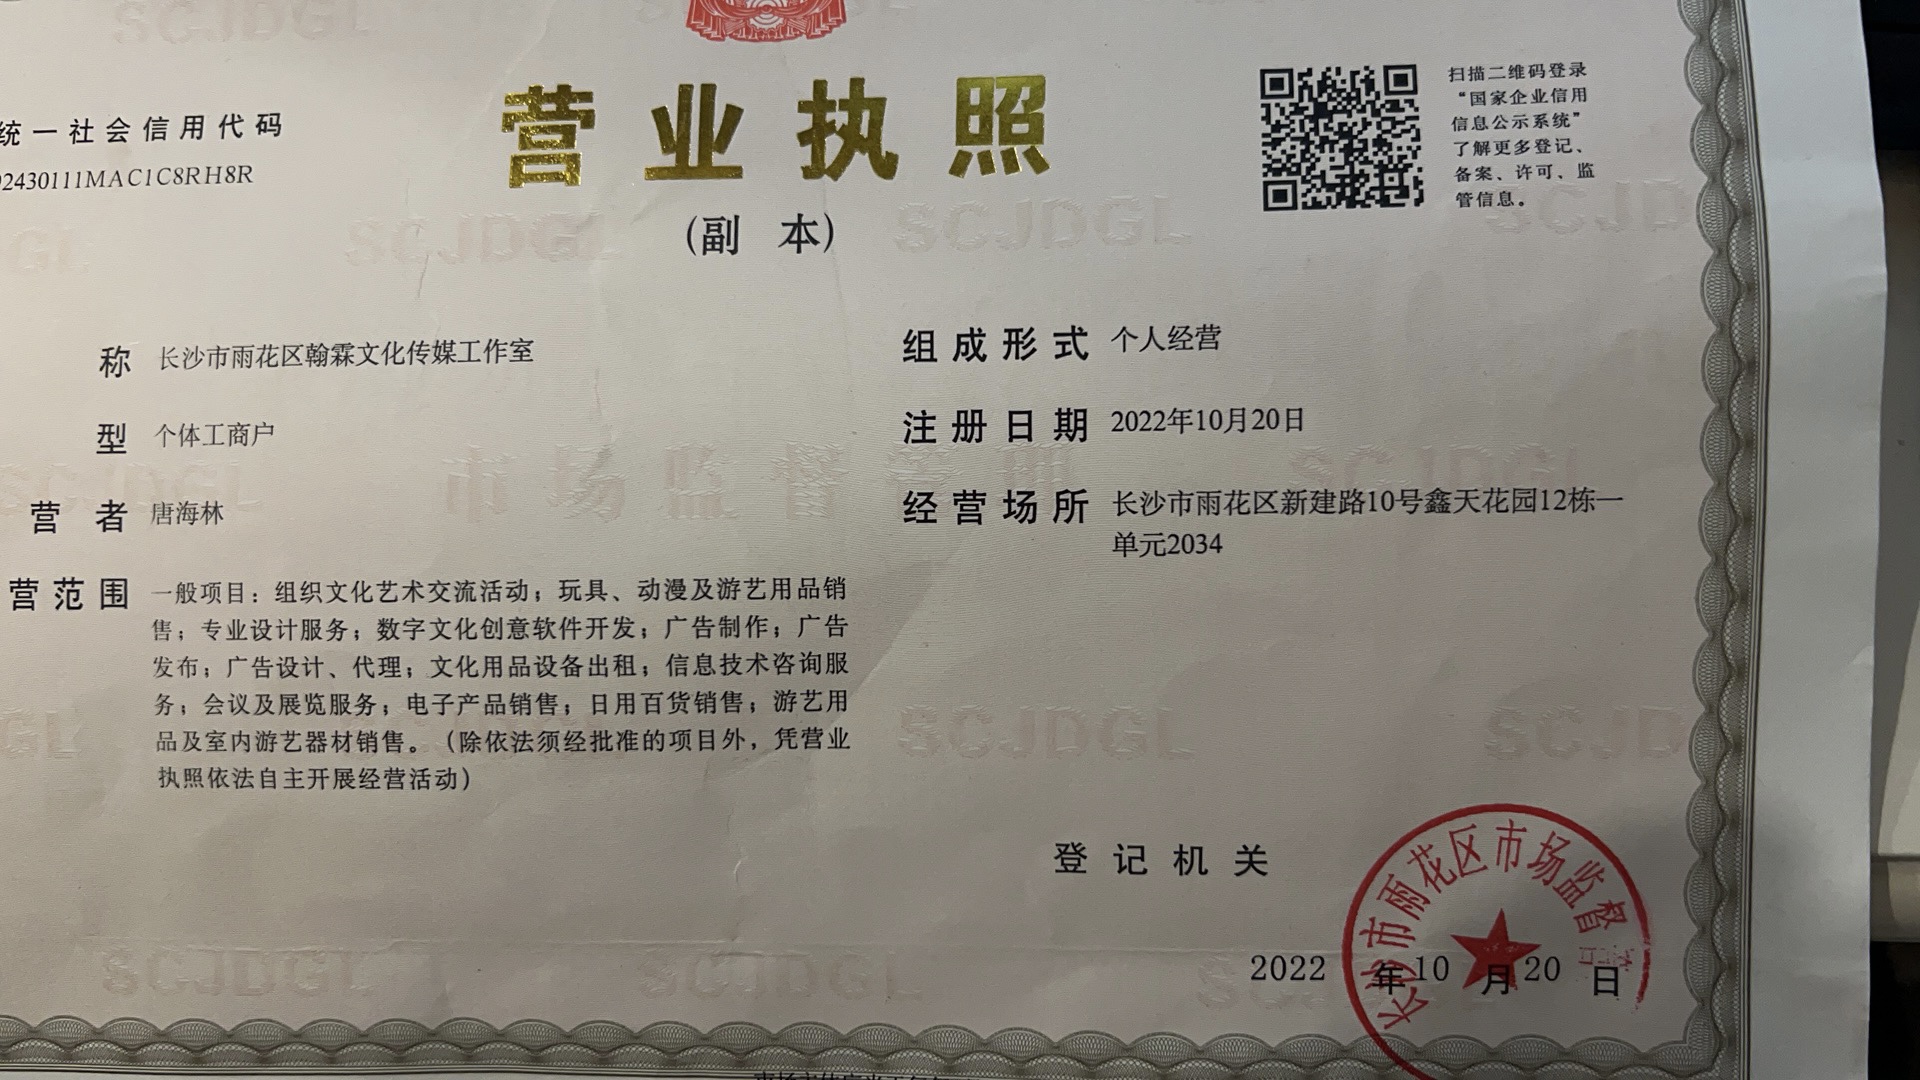 营业执照
(副 本)
统一社会信用代码
92430111MAC1C8RH8R
扫描二维码登录
“国家企业信用
信息公示系统”
了解更多登记、
备案、许可、监
管信息。
称 长沙市雨花区翰霖文化传媒工作室
型 个体工商户
营者 唐海林
营范围 一般项目：组织文化艺术交流活动；玩具、动漫及游艺用品销
售；专业设计服务；数字文化创意软件开发；广告制作；广告
发布；广告设计、代理；文化用品设备出租；信息技术咨询服
务；会议及展览服务；电子产品销售；日用百货销售；游艺用
品及室内游艺器材销售。（除依法须经批准的项目外，凭营业
执照依法自主开展经营活动）
组成形式 个人经营
注册日期 2022年10月20日
经营场所 长沙市雨花区新建路10号鑫天花园12栋一
单元2034
登记机关
长沙市雨花区市场监督
2022 年 10 月 20 日
SCJDGL
市场监督管理